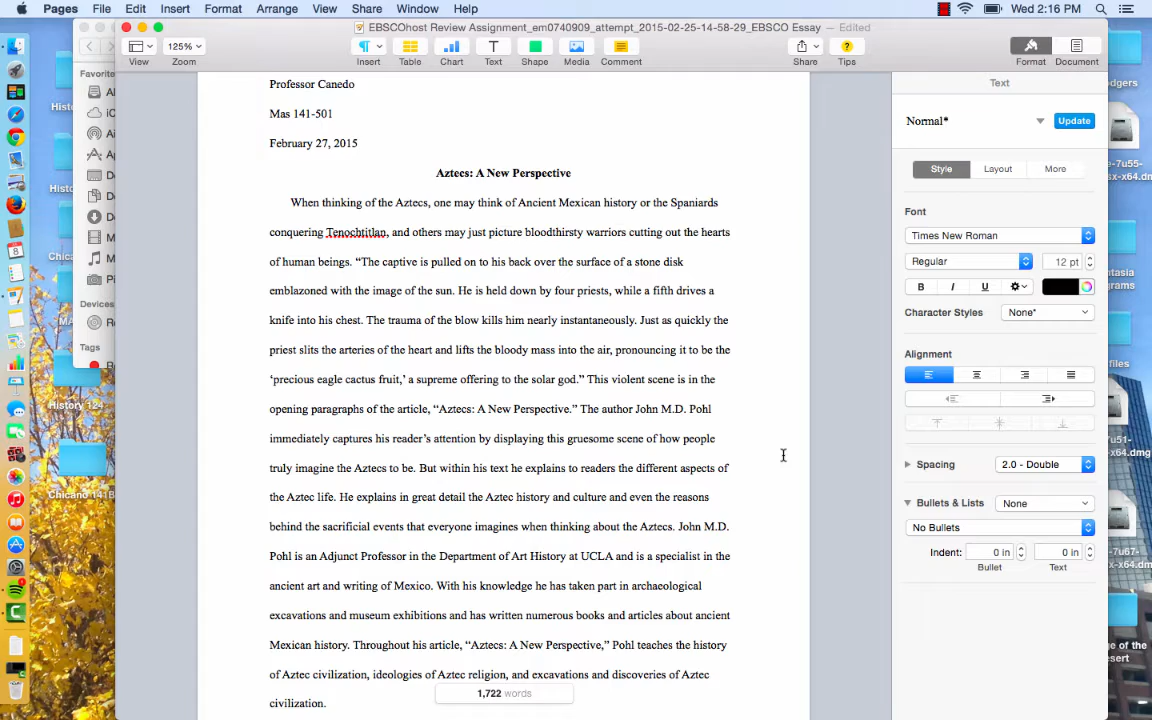 Pages File Edit Insert Format Arrange View Share Window Help Wed 2:16 PM
EBSCOhost Review Assignment_em0740909_attempt_2015-02-25-14-58-29_EBSCO Essay — Edited
125%
View Zoom Insert Table Chart Text Shape Media Comment Share Tips Format Document
Favorite
Devices
Tags
History 124
Professor Canedo
Mas 141-501
February 27, 2015
Aztecs: A New Perspective
When thinking of the Aztecs, one may think of Ancient Mexican history or the Spaniards
conquering Tenochtitlan, and others may just picture bloodthirsty warriors cutting out the hearts
of human beings. “The captive is pulled on to his back over the surface of a stone disk
emblazoned with the image of the sun. He is held down by four priests, while a fifth drives a
knife into his chest. The trauma of the blow kills him nearly instantaneously. Just as quickly the
priest slits the arteries of the heart and lifts the bloody mass into the air, pronouncing it to be the
‘precious eagle cactus fruit,’ a supreme offering to the solar god.” This violent scene is in the
opening paragraphs of the article, “Aztecs: A New Perspective.” The author John M.D. Pohl
immediately captures his reader’s attention by displaying this gruesome scene of how people
truly imagine the Aztecs to be. But within his text he explains to readers the different aspects of
the Aztec life. He explains in great detail the Aztec history and culture and even the reasons
behind the sacrificial events that everyone imagines when thinking about the Aztecs. John M.D.
Pohl is an Adjunct Professor in the Department of Art History at UCLA and is a specialist in the
ancient art and writing of Mexico. With his knowledge he has taken part in archaeological
excavations and museum exhibitions and has written numerous books and articles about ancient
Mexican history. Throughout his article, “Aztecs: A New Perspective,” Pohl teaches the history
of Aztec civilization, ideologies of Aztec religion, and excavations and discoveries of Aztec
civilization.
1,722 words
Text
Normal*
Update
Style Layout More
Font
Times New Roman
Regular 12 pt
B I U
Character Styles None*
Alignment
Spacing 2.0 - Double
Bullets & Lists None
No Bullets
Indent: 0 in 0 in
Bullet Text